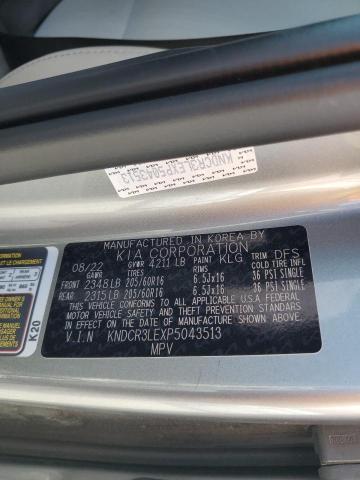 KNDCR3LEXP5043513
MANUFACTURED IN KOREA BY
KIA CORPORATION
08/22 GVWR 4211 LB PAINT KLG TRIM DFS
GAWR TIRES RIMS COLD TIRE INFL
FRONT 2348 LB 205/60R16 6.5Jx16 36 PSI SINGLE
REAR 2315 LB 205/60R16 6.5Jx16 36 PSI SINGLE
THIS VEHICLE CONFORMS TO ALL APPLICABLE U.S.A FEDERAL
MOTOR VEHICLE SAFETY THEFT PREVENTION STANDARDS IN
EFFECT ON THE DATE OF MANUFACTURE SHOWN ABOVE
V.I.N KNDCR3LEXP5043513
MPV
K20